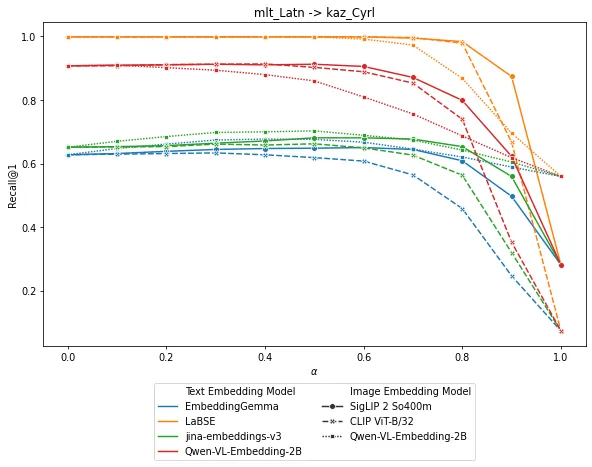 mlt_Latn -> kaz_Cyrl
1.0
0.8
0.6
0.4
0.2
Recall@1
0.0 0.2 0.4 0.6 0.8 1.0
α
Text Embedding Model Image Embedding Model
EmbeddingGemma SigLIP 2 So400m
LaBSE CLIP ViT-B/32
jina-embeddings-v3 Qwen-VL-Embedding-2B
Qwen-VL-Embedding-2B